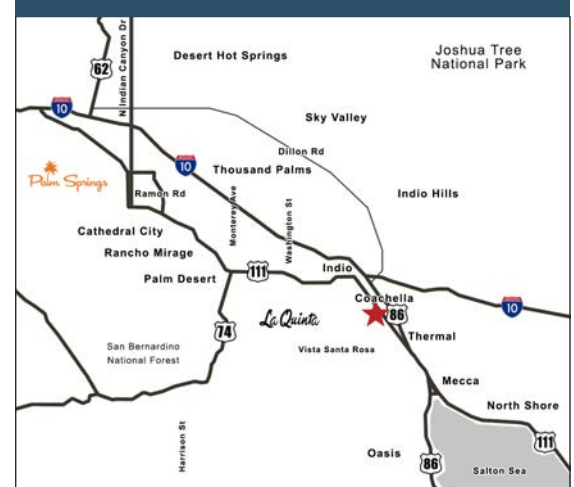 N Indian Canyon Dr
Desert Hot Springs
Joshua Tree
National Park
62
10
Sky Valley
Dillon Rd
10
Thousand Palms
Palm Springs
Ramon Rd
Indio Hills
Monterey Ave
Washington St
Cathedral City
Rancho Mirage
Palm Desert
111
Indio
Coachella
86
10
74
La Quinta
Thermal
San Bernardino
National Forest
Vista Santa Rosa
Mecca
North Shore
Harrison St
111
Oasis
86
Salton Sea